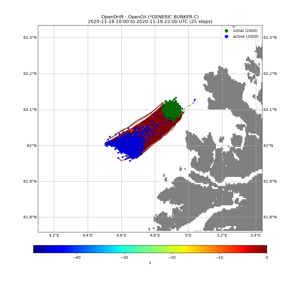 OpenDrift - OpenOil (*GENERIC BUNKER C)
2020-11-18 10:00 to 2020-11-18 22:00 UTC (25 steps)
initial (2000)
active (2000)
62.3°N 62.3°N
62.2°N 62.2°N
62.1°N 62.1°N
62°N 62°N
61.9°N 61.9°N
61.8°N 61.8°N
4.2°E 4.4°E 4.6°E 4.8°E 5°E 5.2°E 5.4°E
−40 −30 −20 −10 0
z